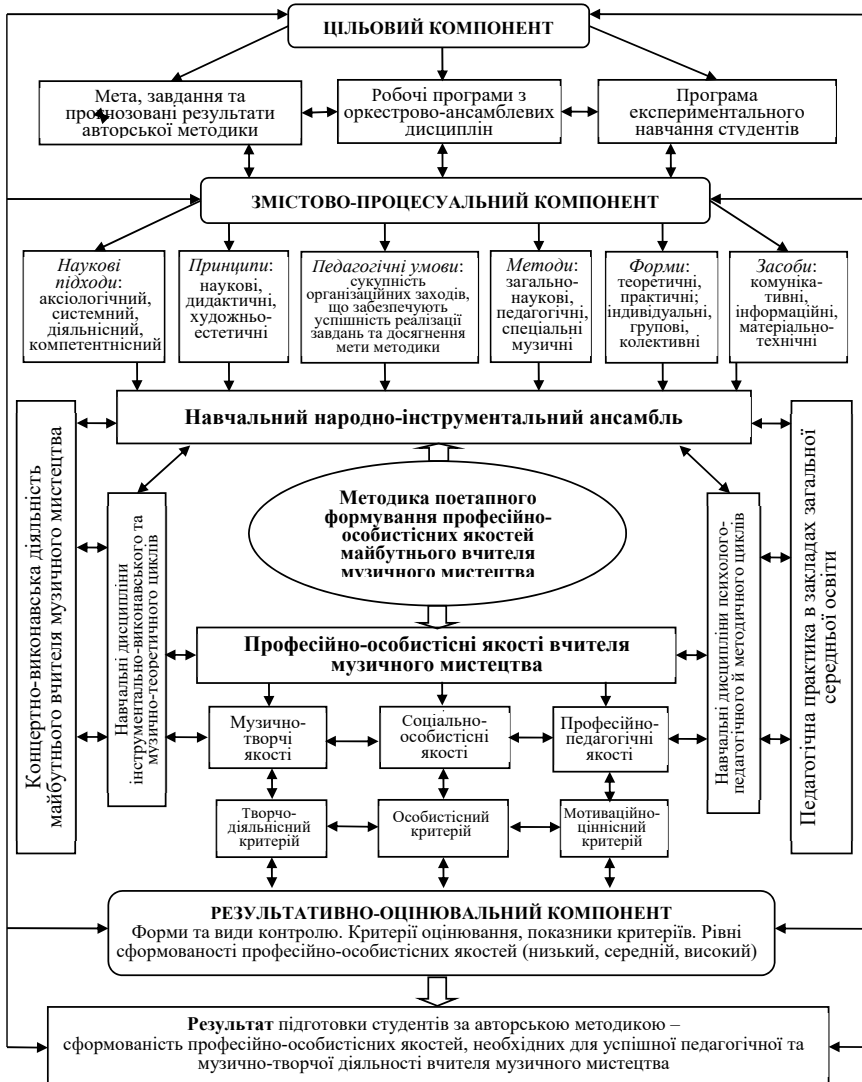 ЦІЛЬОВИЙ КОМПОНЕНТ
Мета, завдання та
прогнозовані результати
авторської методики
Робочі програми з
оркестрово-ансамблевих
дисциплін
Програма
експериментального
навчання студентів
ЗМІСТОВО-ПРОЦЕСУАЛЬНИЙ КОМПОНЕНТ
Наукові
підходи:
аксіологічний,
системний,
діяльнісний,
компетентнісний
Принципи:
наукові,
дидактичні,
художньо-
естетичні
Педагогічні умови:
сукупність
організаційних заходів,
що забезпечують
успішність реалізації
завдань та досягнення
мети методики
Методи:
загально-
наукові,
педагогічні,
спеціальні
музичні
Форми:
теоретичні,
практичні;
індивідуальні,
групові,
колективні
Засоби:
комуніка-
тивні,
інформаційні,
матеріально-
технічні
Навчальний народно-інструментальний ансамбль
Концертно-виконавська діяльність
майбутнього вчителя музичного мистецтва
Навчальні дисципліни
інструментально-виконавського та
музично-теоретичного циклів
Методика поетапного
формування професійно-
особистісних якостей
майбутнього вчителя
музичного мистецтва
Навчальні дисципліни психолого-
педагогічного й методичного циклів
Педагогічна практика в закладах загальної
середньої освіти
Професійно-особистісні якості вчителя
музичного мистецтва
Музично-
творчі
якості
Соціально-
особистісні
якості
Професійно-
педагогічні
якості
Творчо-
діяльнісний
критерій
Особистісний
критерій
Мотиваційно-
ціннісний
критерій
РЕЗУЛЬТАТИВНО-ОЦІНЮВАЛЬНИЙ КОМПОНЕНТ
Форми та види контролю. Критерії оцінювання, показники критеріїв. Рівні
сформованості професійно-особистісних якостей (низький, середній, високий)
Результат підготовки студентів за авторською методикою –
сформованість професійно-особистісних якостей, необхідних для успішної педагогічної та
музично-творчої діяльності вчителя музичного мистецтва